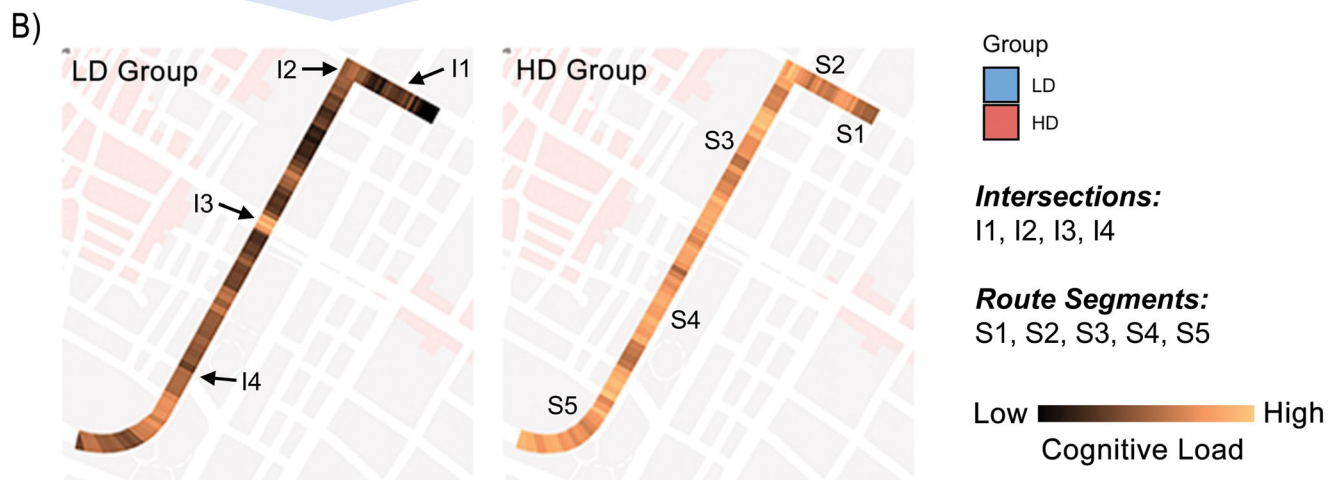 B)
LD Group
I2
I1
I3
I4
HD Group
S2
S1
S3
S4
S5
Group
LD
HD
Intersections:
I1, I2, I3, I4
Route Segments:
S1, S2, S3, S4, S5
Low High
Cognitive Load